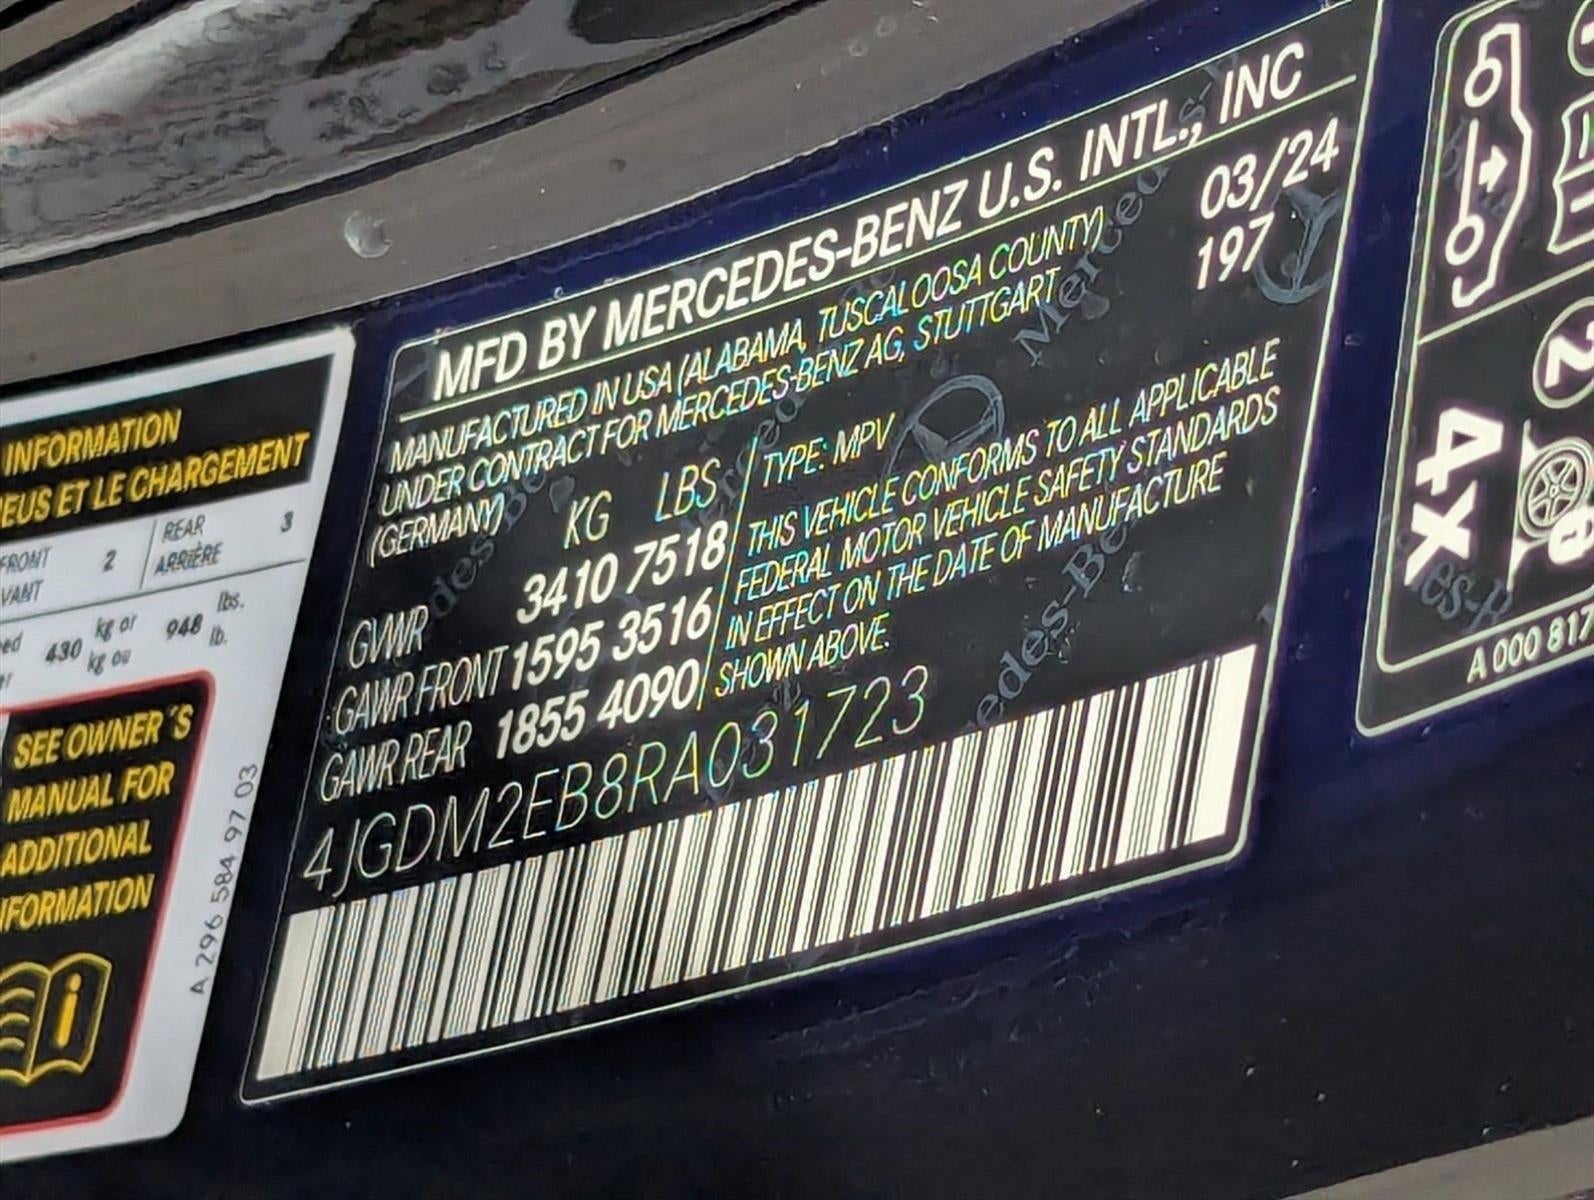 MFD BY MERCEDES-BENZ U.S. INTL., INC
MANUFACTURED IN USA (ALABAMA, TUSCALOOSA COUNTY)
03/24
UNDER CONTRACT FOR MERCEDES-BENZ AG, STUTTGART
197
(GERMANY)
KG LBS
TYPE: MPV
GVWR 3410 7518
GAWR FRONT 1595 3516
GAWR REAR 1855 4090
THIS VEHICLE CONFORMS TO ALL APPLICABLE
FEDERAL MOTOR VEHICLE SAFETY STANDARDS
IN EFFECT ON THE DATE OF MANUFACTURE
SHOWN ABOVE.
4JGDM2EB8RA031723
INFORMATION
ET LE CHARGEMENT
FRONT 2 REAR 3
ARRIÈRE
430 kg or 948 lbs.
kg ou lb.
SEE OWNER´S
MANUAL FOR
ADDITIONAL
A 296 584 97 03
i
2
4x
A 000 817